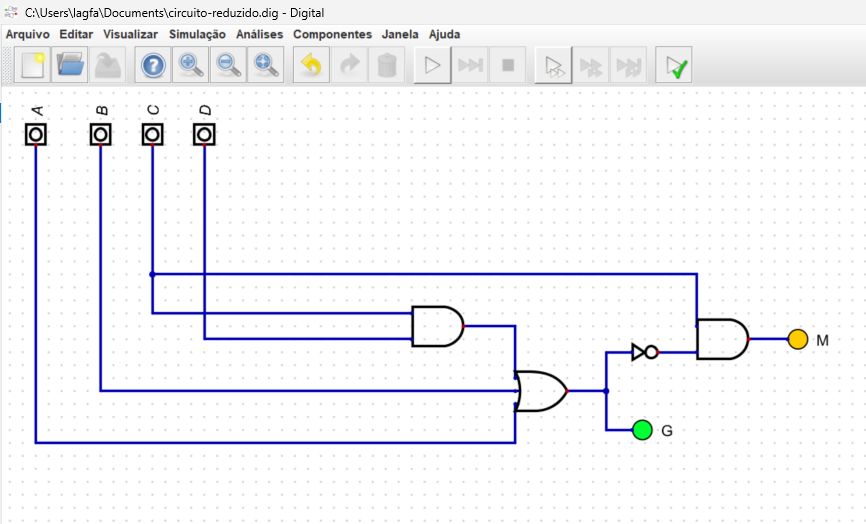 C:\Users\lagfa\Documents\circuito-reduzido.dig - Digital
Arquivo Editar Visualizar Simulação Análises Componentes Janela Ajuda
A B C D
M
G